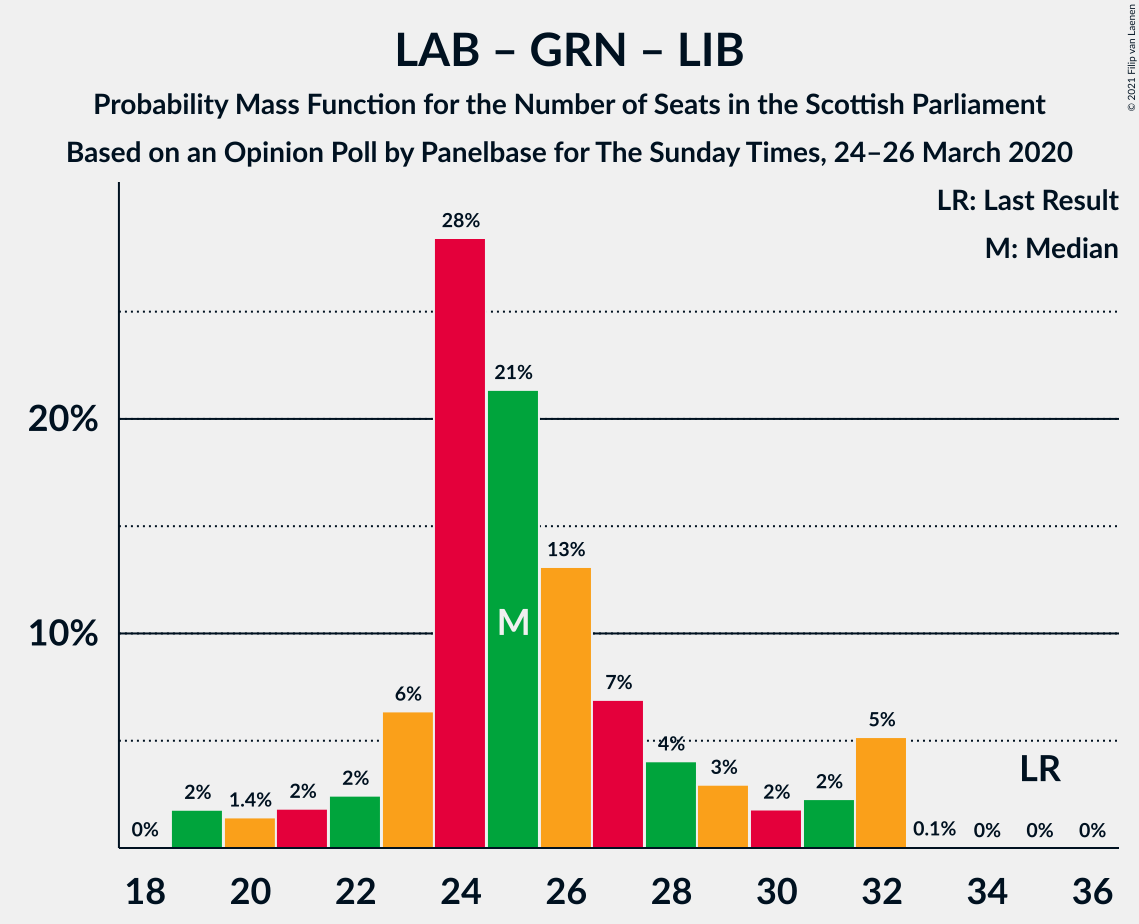 LAB – GRN – LIB
Probability Mass Function for the Number of Seats in the Scottish Parliament
Based on an Opinion Poll by Panelbase for The Sunday Times, 24–26 March 2020
© 2021 Filip van Laenen
LR: Last Result
M: Median
28%
21%
20%
13%
M
10%
7%
6%
5%
4%
LR
3%
2%
2%
2%
2%
2%
1.4%
0%
0.1%
0%
0%
0%
18 20 22 24 26 28 30 32 34 36